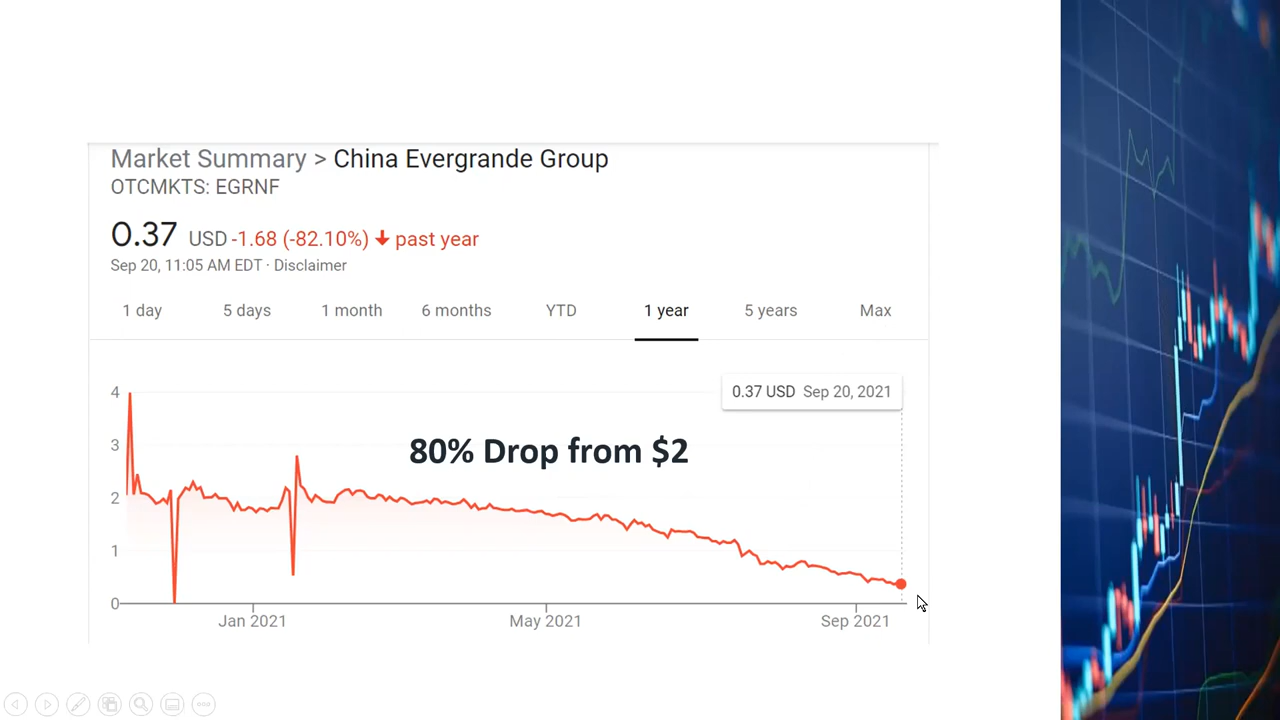 Market Summary > China Evergrande Group
OTCMKTS: EGRNF
0.37 USD -1.68 (-82.10%) ↓ past year
Sep 20, 11:05 AM EDT · Disclaimer
1 day 5 days 1 month 6 months YTD 1 year 5 years Max
0.37 USD Sep 20, 2021
80% Drop from $2
4
3
2
1
0
Jan 2021 May 2021 Sep 2021